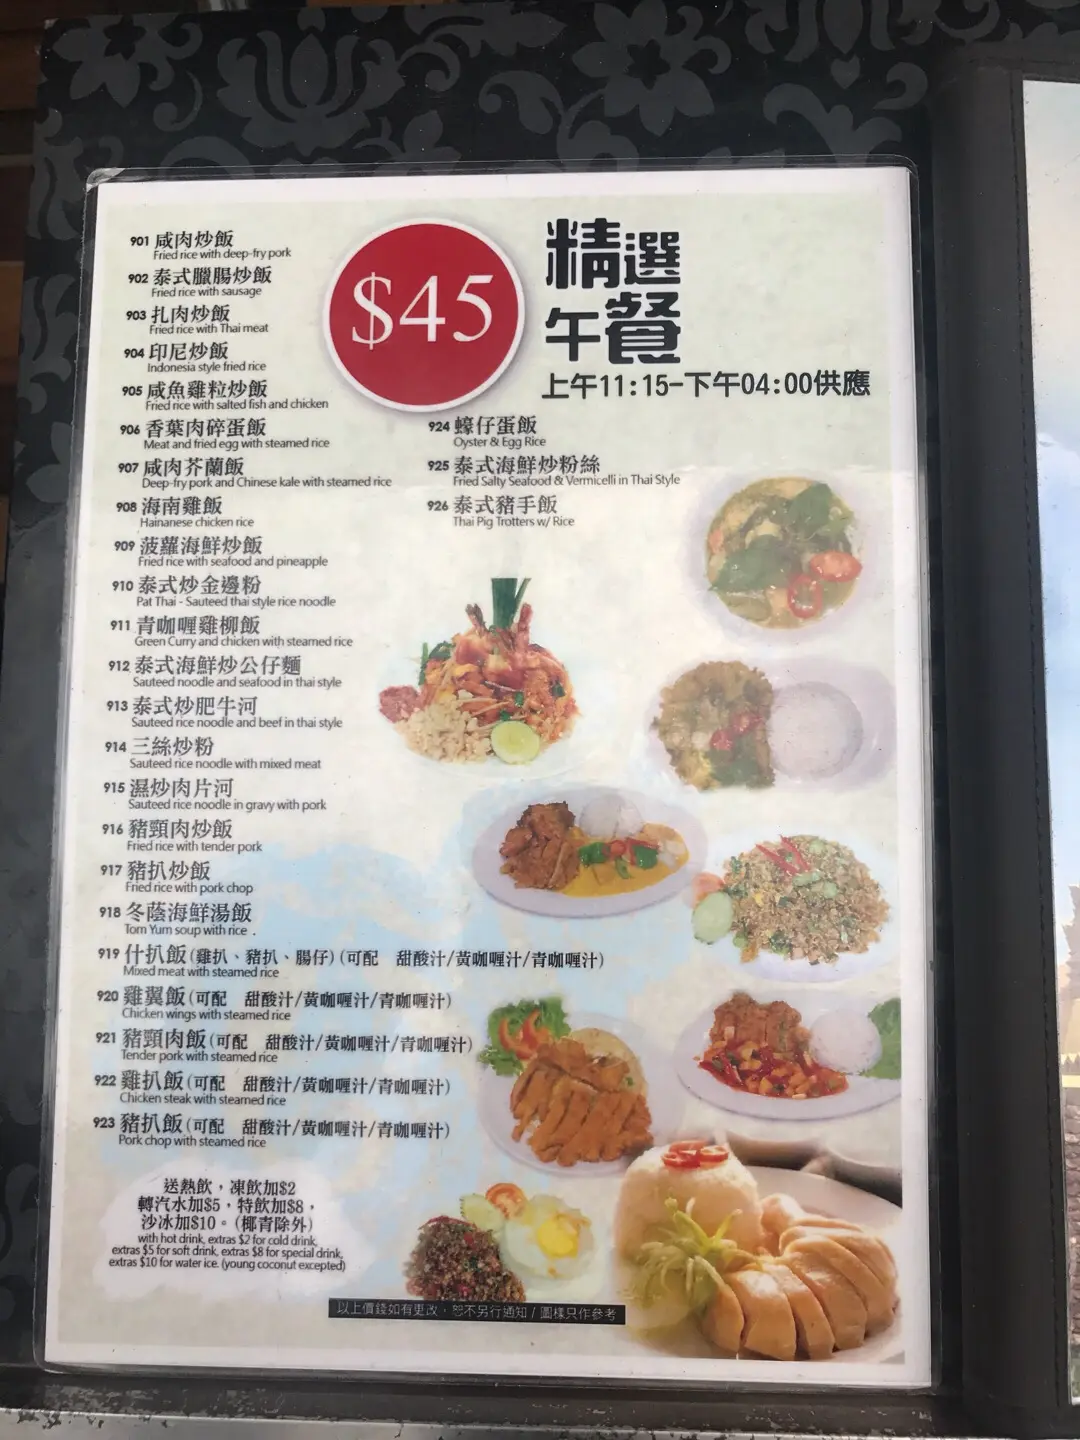 $45
精選
午餐
上午11:15-下午04:00供應
901 咸肉炒飯
Fried rice with deep-fry pork
902 泰式臘腸炒飯
Fried rice with sausage
903 扎肉炒飯
Fried rice with Thai meat
904 印尼炒飯
Indonesia style fried rice
905 咸魚雞粒炒飯
Fried rice with salted fish and chicken
906 香葉肉碎蛋飯
Meat and fried egg with steamed rice
907 咸肉芥蘭飯
Deep-fry pork and Chinese kale with steamed rice
908 海南雞飯
Hainanese chicken rice
909 菠蘿海鮮炒飯
Fried rice with seafood and pineapple
910 泰式炒金邊粉
Pat Thai - Sauteed thai style rice noodle
911 青咖喱雞柳飯
Green Curry and chicken with steamed rice
912 泰式海鮮炒公仔麵
Sauteed noodle and seafood in thai style
913 泰式炒肥牛河
Sauteed rice noodle and beef in thai style
914 三絲炒粉
Sauteed rice noodle with mixed meat
915 濕炒肉片河
Sauteed rice noodle in gravy with pork
916 豬頸肉炒飯
Fried rice with tender pork
917 豬扒炒飯
Fried rice with pork chop
918 冬蔭海鮮湯飯
Tom Yum soup with rice .
919 什扒飯(雞扒、豬扒、腸仔)(可配 甜酸汁/黃咖喱汁/青咖喱汁)
Mixed meat with steamed rice
920 雞翼飯(可配 甜酸汁/黃咖喱汁/青咖喱汁)
Chicken wings with steamed rice
921 豬頸肉飯(可配 甜酸汁/黃咖喱汁/青咖喱汁)
Tender pork with steamed rice
922 雞扒飯(可配 甜酸汁/黃咖喱汁/青咖喱汁)
Chicken steak with steamed rice
923 豬扒飯(可配 甜酸汁/黃咖喱汁/青咖喱汁)
Pork chop with steamed rice
924 蠔仔蛋飯
Oyster & Egg Rice
925 泰式海鮮炒粉絲
Fried Salty Seafood & Vermicelli in Thai Style
926 泰式豬手飯
Thai Pig Trotters w/ Rice
送熱飲，凍飲加$2
轉汽水加$5，特飲加$8，
沙冰加$10。(椰青除外)
with hot drink, extras $2 for cold drink,
extras $5 for soft drink, extras $8 for special drink,
extras $10 for water ice. (young coconut excepted)
以上價錢如有更改，恕不另行通知 / 圖樣只作參考